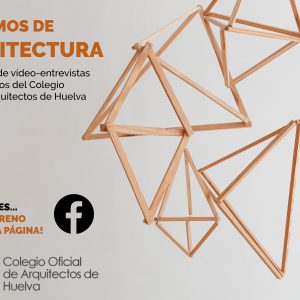 MOS DE
ITECTURA
de video-entrevistas
os del Colegio
quitectos de Huelva
ES...
RENO
A PÁGINA!
Colegio Oficial
de Arquitectos de
Huelva